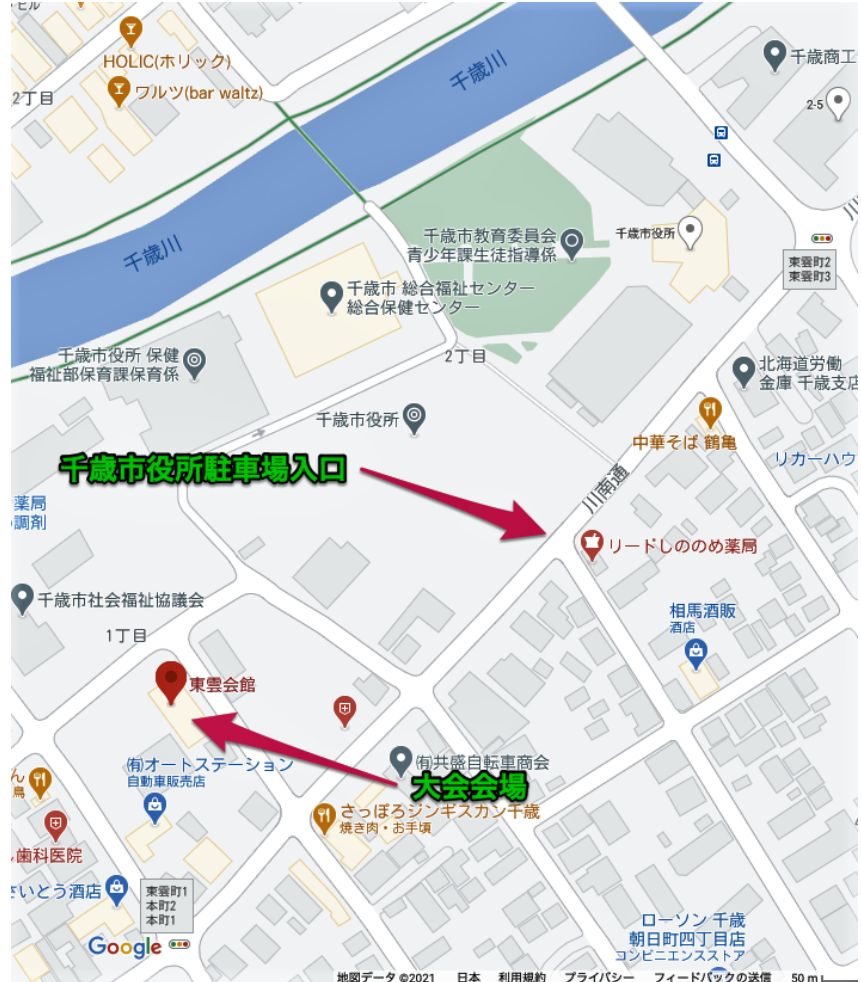 ビル
HOLIC(ホリック)
ワルツ(bar waltz)
2丁目
千歳川
千歳商工
2-5
千歳市教育委員会
青少年課生徒指導係
千歳市役所
東雲町2
東雲町3
千歳川
千歳市 総合福祉センター
総合保健センター
千歳市役所 保健
福祉部保育課保育係
2丁目
北海道労働
金庫 千歳支店
千歳市役所
中華そば 鶴亀
リカーハウ
千歳市役所駐車場入口
川南通
薬局
調剤
リードしののめ薬局
千歳市社会福祉協議会
相馬酒販
酒店
1丁目
東雲会館
(有)オートステーション
自動車販売店
(有)共盛自転車商会
大会会場
さっぽろジンギスカン千歳
焼き肉・お手頃
ん
鳥
歯科医院
さいとう酒店
東雲町1
本町2
本町1
ローソン 千歳
朝日町四丁目店
コンビニエンスストア
Google
地図データ ©2021 日本 利用規約 プライバシー フィードバックの送信 50 m